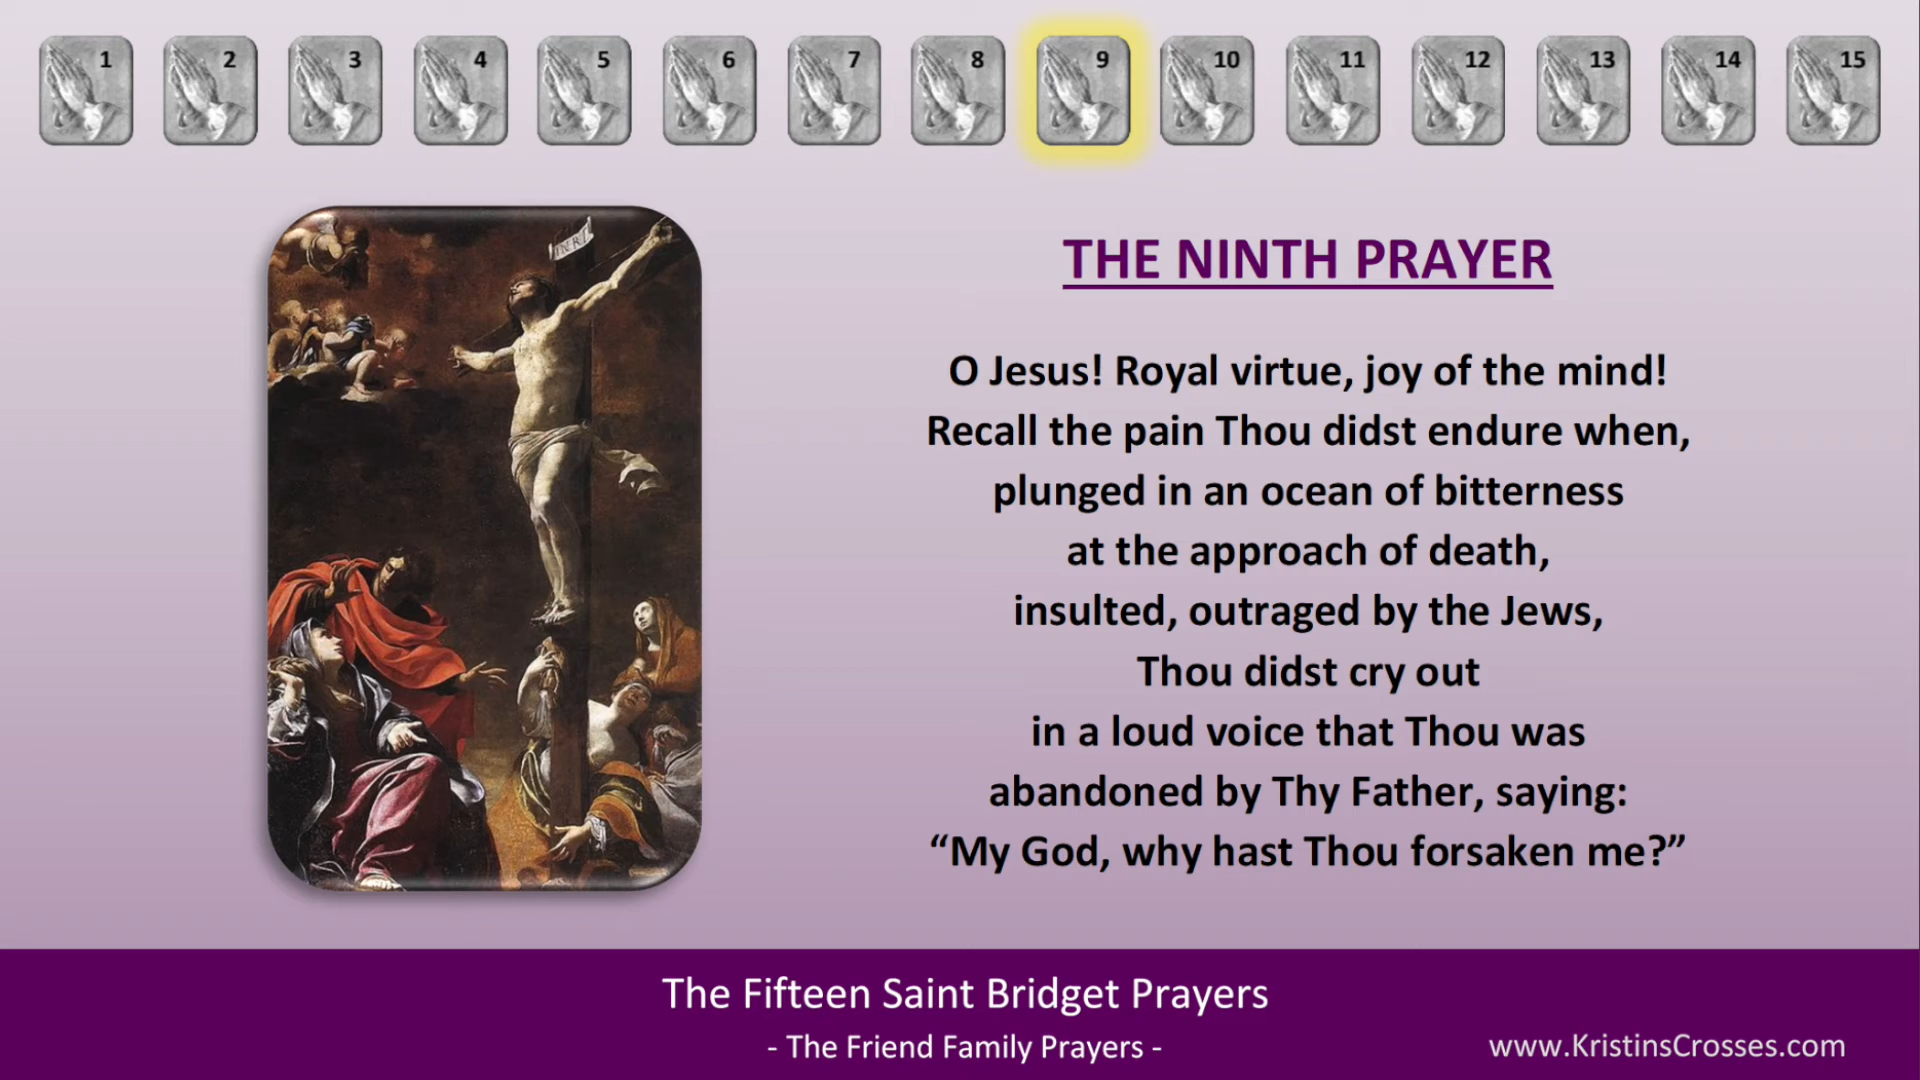 1 2 3 4 5 6 7 8 9 10 11 12 13 14 15
INRI
THE NINTH PRAYER
O Jesus! Royal virtue, joy of the mind!
Recall the pain Thou didst endure when,
plunged in an ocean of bitterness
at the approach of death,
insulted, outraged by the Jews,
Thou didst cry out
in a loud voice that Thou was
abandoned by Thy Father, saying:
“My God, why hast Thou forsaken me?”
The Fifteen Saint Bridget Prayers
- The Friend Family Prayers -
www.KristinsCrosses.com